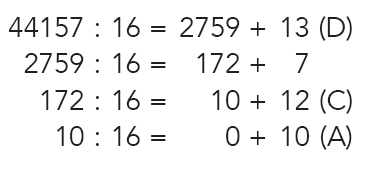 44157 : 16 = 2759 + 13 (D)
2759 : 16 = 172 + 7
172 : 16 = 10 + 12 (C)
10 : 16 = 0 + 10 (A)